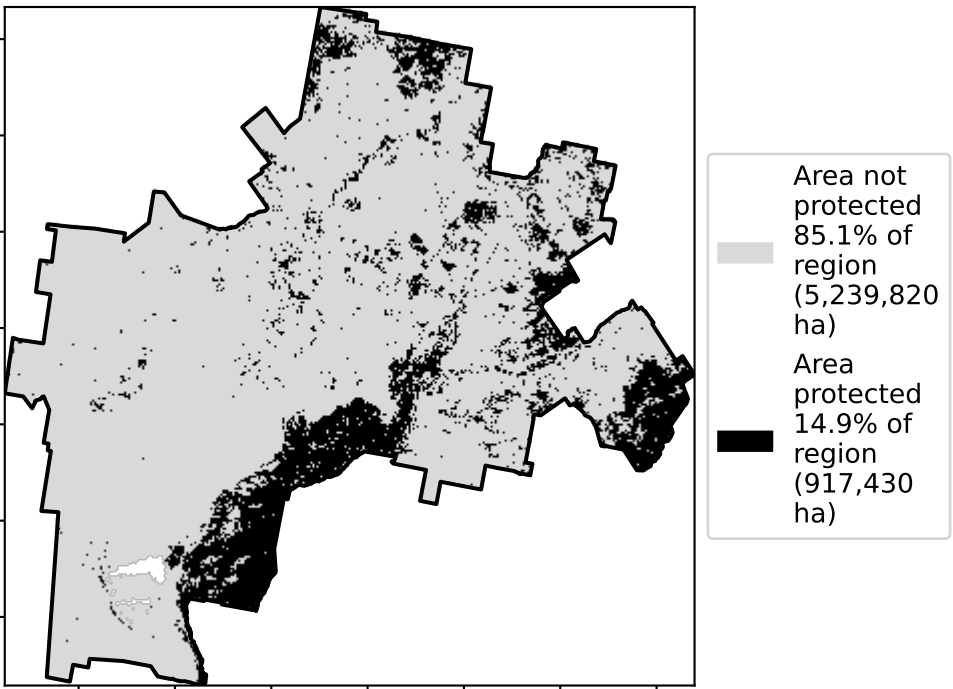 Area not
protected
85.1% of
region
(5,239,820
ha)
Area
protected
14.9% of
region
(917,430
ha)